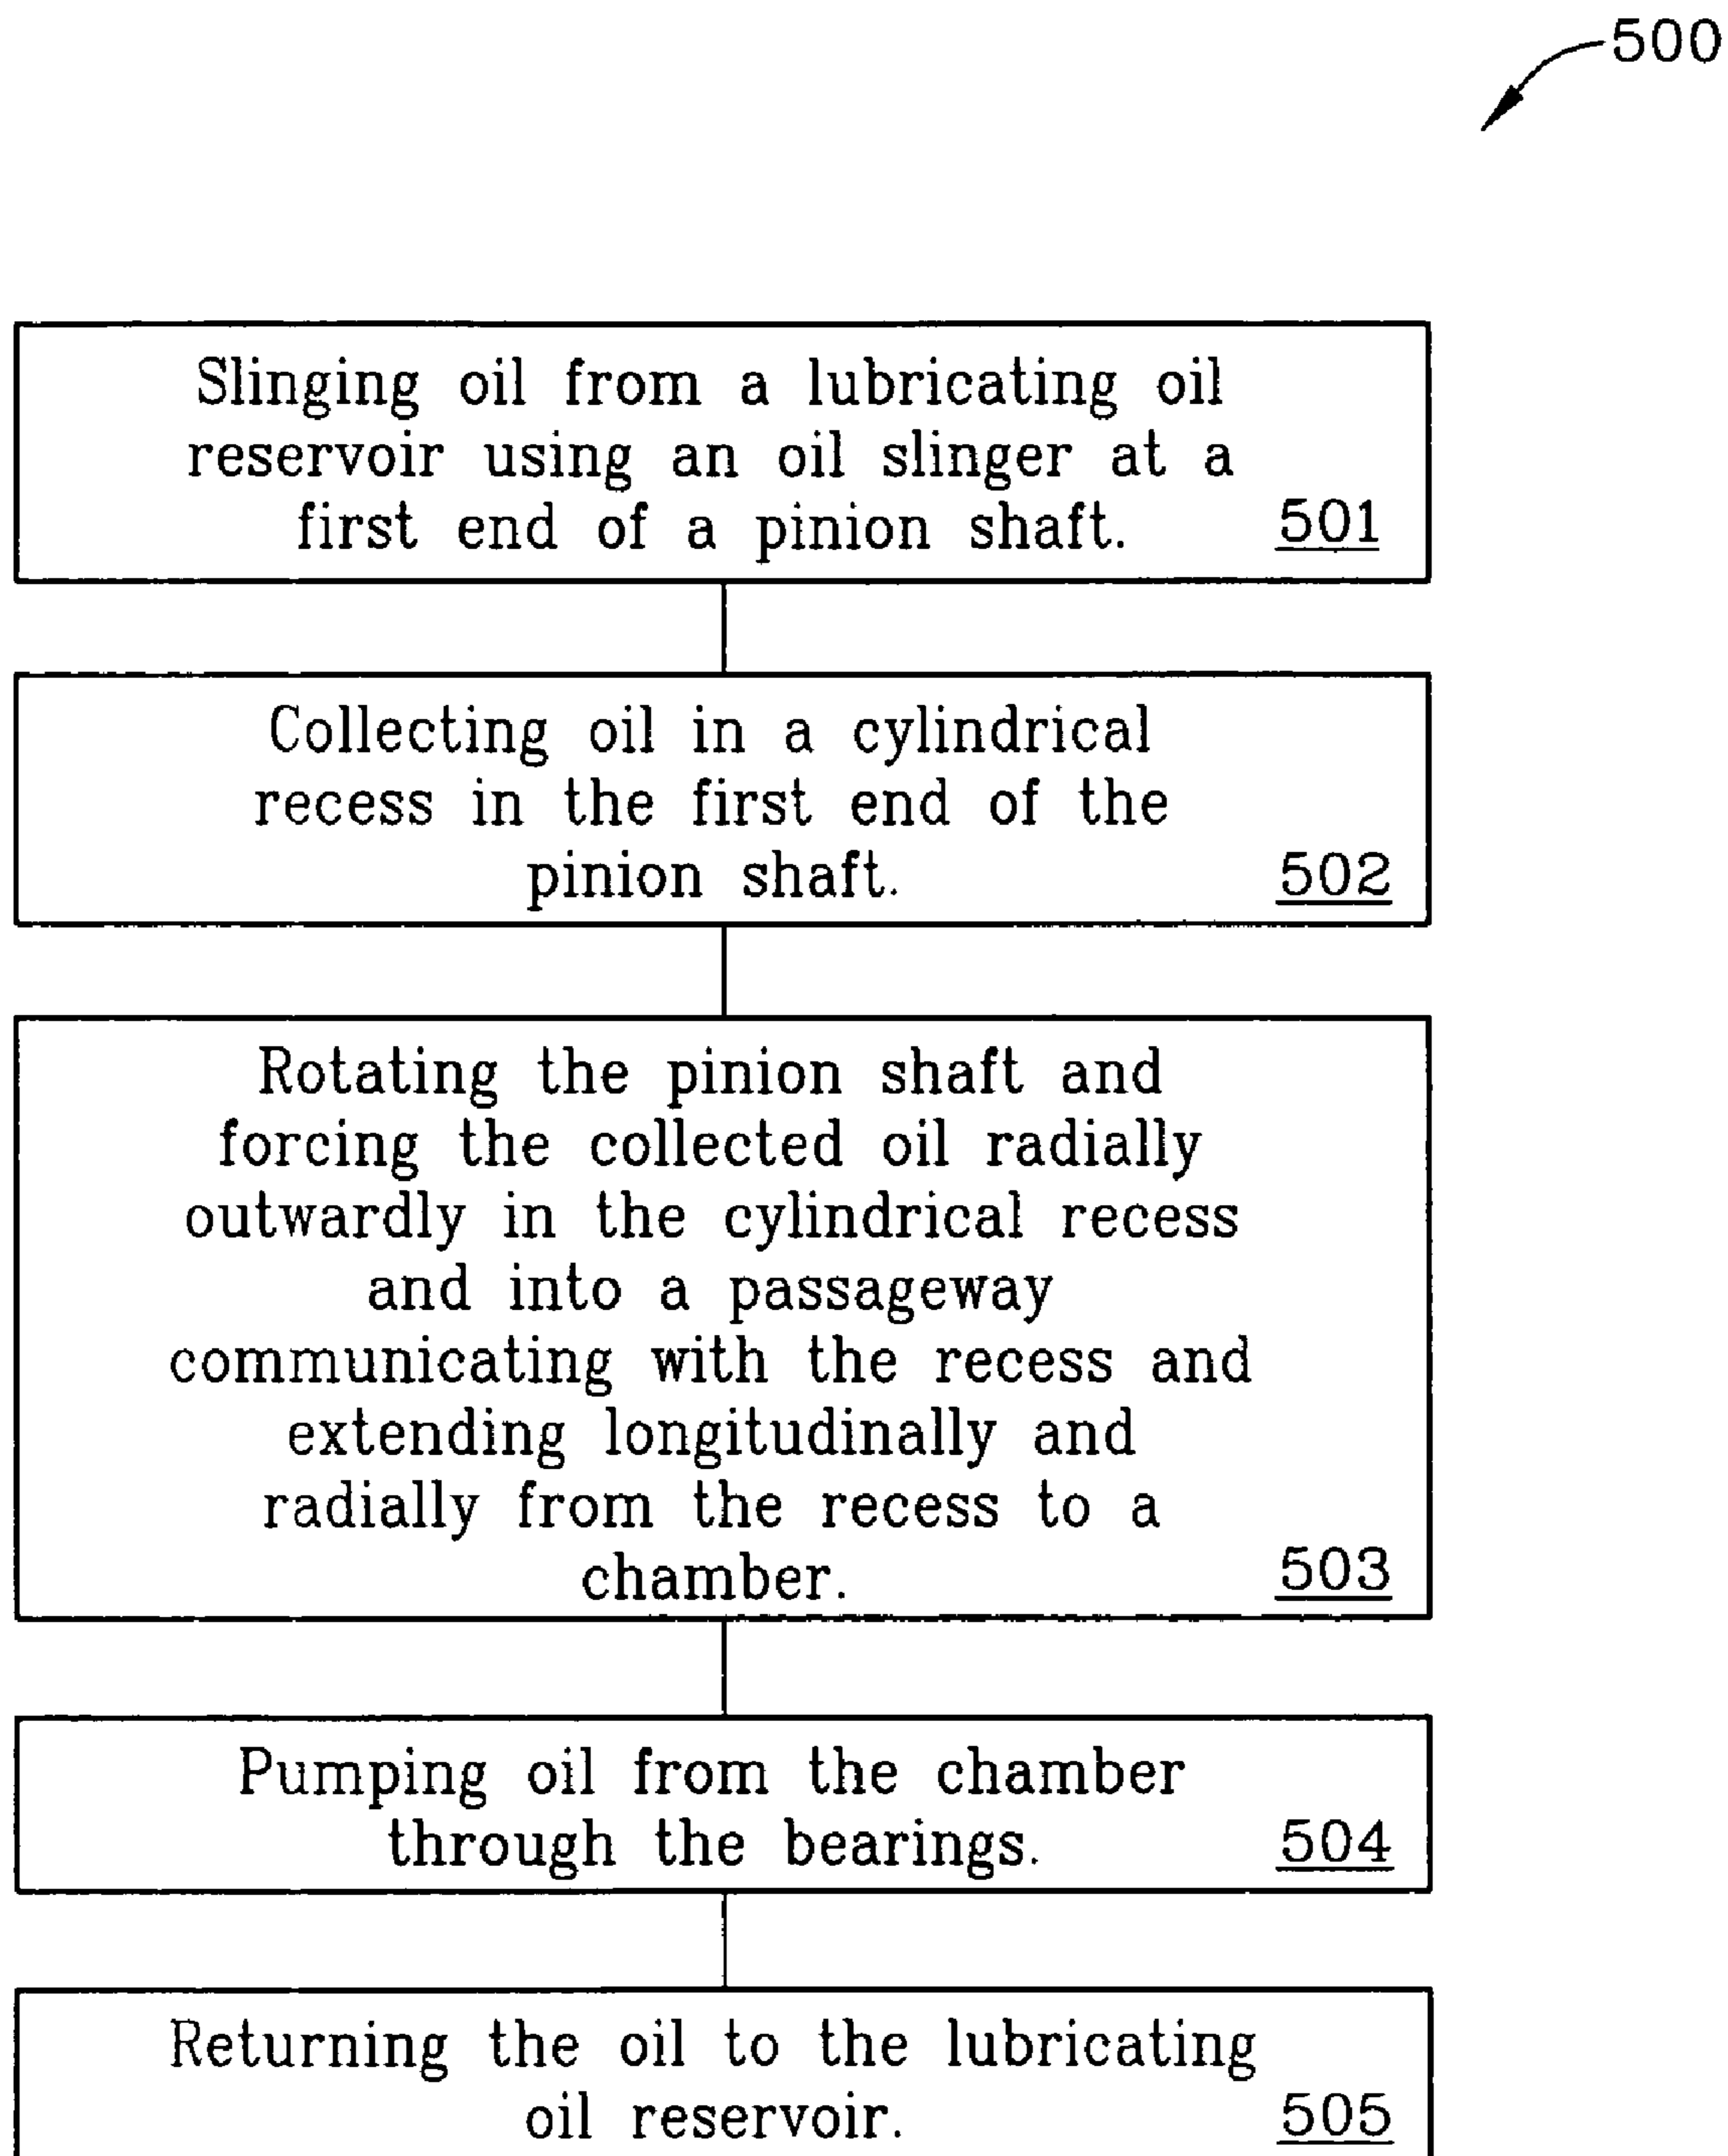 500
Slinging oil from a lubricating oil
reservoir using an oil slinger at a
first end of a pinion shaft. 501
Collecting oil in a cylindrical
recess in the first end of the
pinion shaft. 502
Rotating the pinion shaft and
forcing the collected oil radially
outwardly in the cylindrical recess
and into a passageway
communicating with the recess and
extending longitudinally and
radially from the recess to a
chamber. 503
Pumping oil from the chamber
through the bearings. 504
Returning the oil to the lubricating
oil reservoir. 505